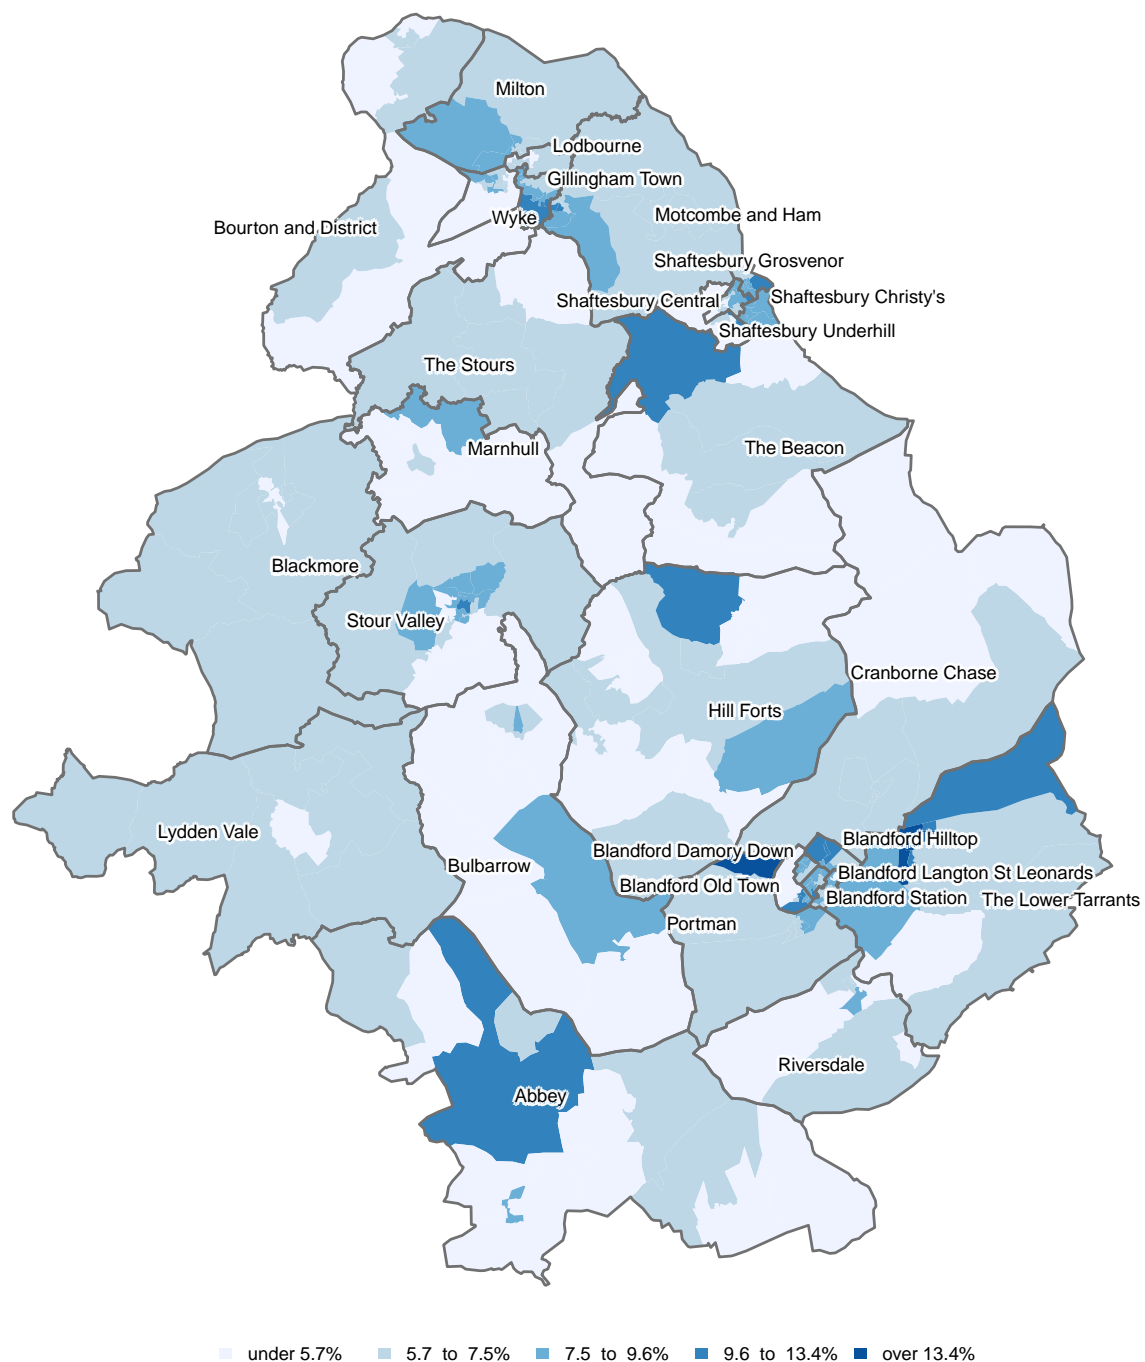 Milton
Lodbourne
Gillingham Town
Motcombe and Ham
Wyke
Bourton and District
Shaftesbury Grosvenor
Shaftesbury Central
Shaftesbury Christy's
Shaftesbury Underhill
The Stours
Marnhull
The Beacon
Blackmore
Stour Valley
Cranborne Chase
Hill Forts
Lydden Vale
Blandford Hilltop
Blandford Damory Down
Bulbarrow
Blandford Langton St Leonards
Blandford Old Town
Blandford Station
The Lower Tarrants
Portman
Riversdale
Abbey
under 5.7%
5.7 to 7.5%
7.5 to 9.6%
9.6 to 13.4%
over 13.4%